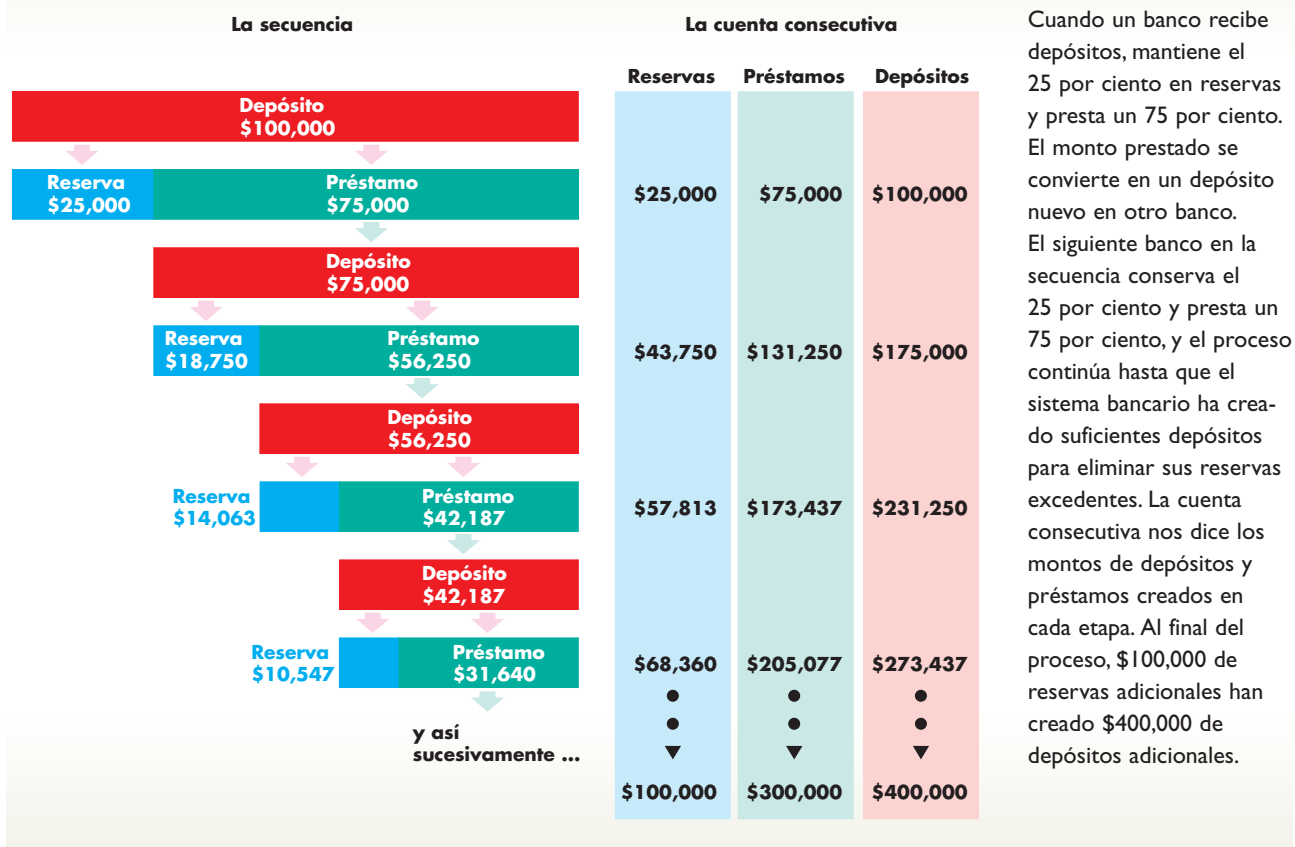 La secuencia
Depósito
$100,000
Reserva
$25,000
Préstamo
$75,000
Depósito
$75,000
Reserva
$18,750
Préstamo
$56,250
Depósito
$56,250
Reserva
$14,063
Préstamo
$42,187
Depósito
$42,187
Reserva
$10,547
Préstamo
$31,640
y así
sucesivamente ...
La cuenta consecutiva
Reservas Préstamos Depósitos
$25,000 $75,000 $100,000
$43,750 $131,250 $175,000
$57,813 $173,437 $231,250
$68,360 $205,077 $273,437
$100,000 $300,000 $400,000
Cuando un banco recibe
depósitos, mantiene el
25 por ciento en reservas
y presta un 75 por ciento.
El monto prestado se
convierte en un depósito
nuevo en otro banco.
El siguiente banco en la
secuencia conserva el
25 por ciento y presta un
75 por ciento, y el proceso
continúa hasta que el
sistema bancario ha crea-
do suficientes depósitos
para eliminar sus reservas
excedentes. La cuenta
consecutiva nos dice los
montos de depósitos y
préstamos creados en
cada etapa. Al final del
proceso, $100,000 de
reservas adicionales han
creado $400,000 de
depósitos adicionales.